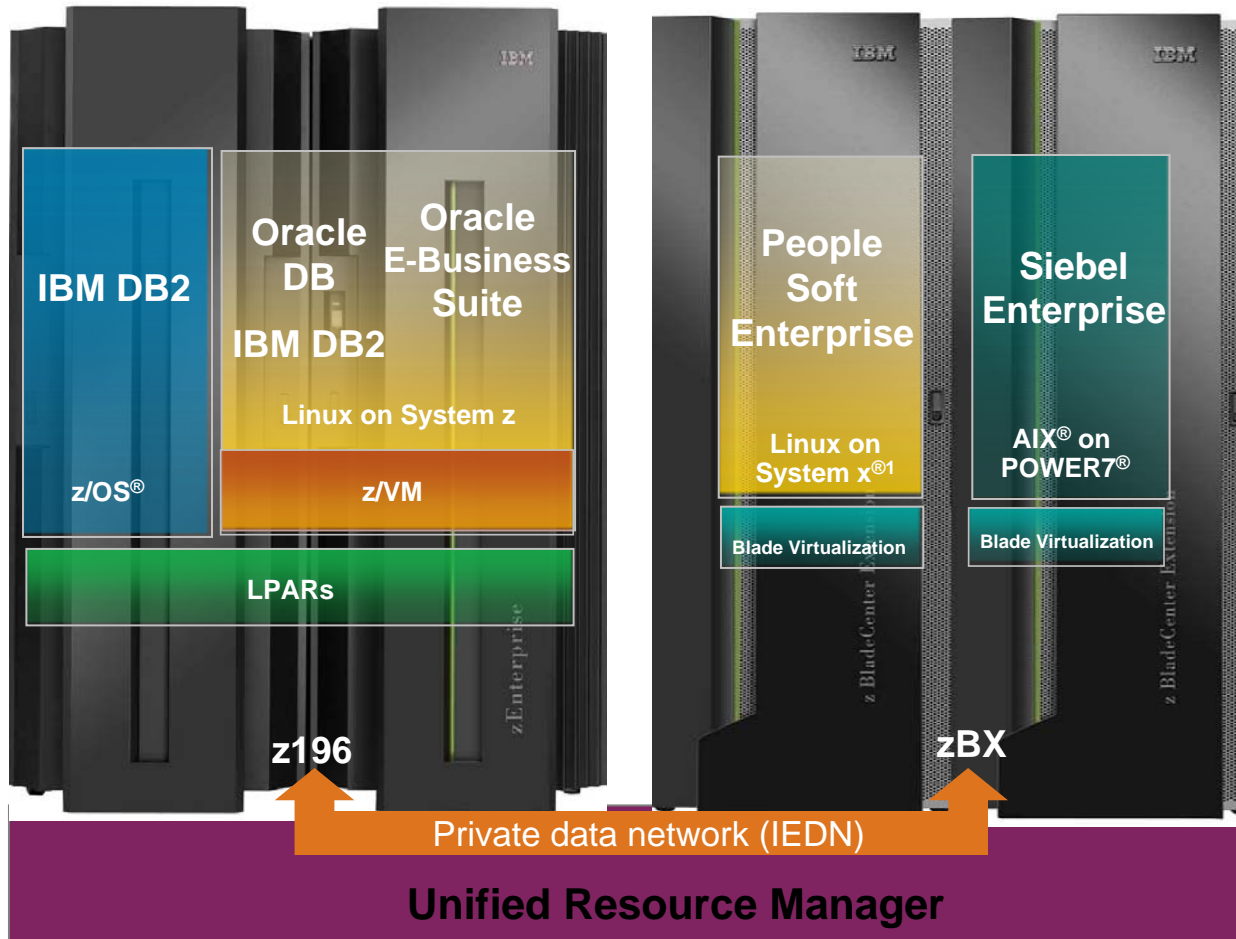 IBM
IBM
IBM
IBM DB2
z/OS®
Oracle
DB
IBM DB2
Oracle
E-Business
Suite
Linux on System z
z/VM
LPARs
zEnterprise
z196
People
Soft
Enterprise
Linux on
System x®1
Blade Virtualization
z BladeCenter Extension
Siebel
Enterprise
AIX® on
POWER7®
Blade Virtualization
z BladeCenter Extension
zBX
Private data network (IEDN)
Unified Resource Manager